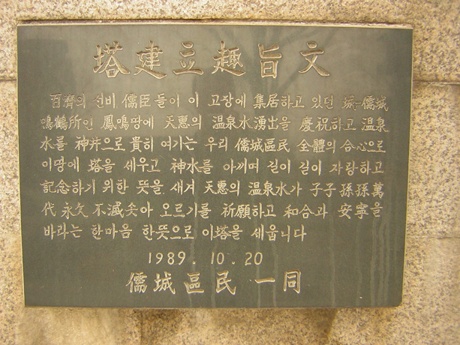 塔建立趣旨文
百濟의 선비 儒臣들이 이 고장에 集居하고 있던 儒城
鳴鶴所인 鳳鳴땅에 天惠의 温泉水湧出을 慶祝하고 温泉
水를 神井으로 貴히 여기는 우리 儒城區民 全體의 合心으로
이땅에 塔을 세우고 神水를 아끼며 길이 길이 자랑하고
記念하기 위한 뜻을 새겨 天惠의 温泉水가 子子孫孫萬
代 永久 不滅솟아 오르기를 祈願하고 和合과 安寧을
바라는 한마음 한뜻으로 이塔을 세웁니다
1989. 10. 20
儒城區民 一同